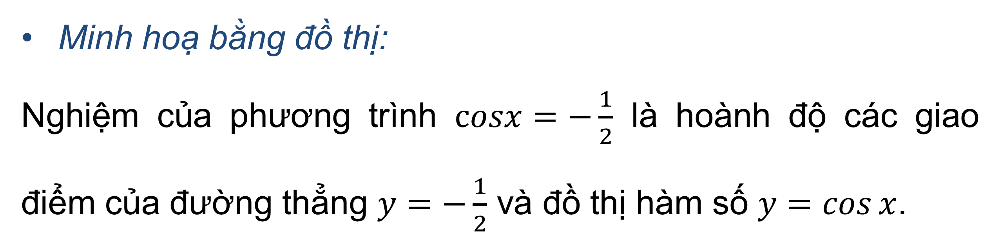 • Minh hoạ bằng đồ thị:
Nghiệm của phương trình cosx = −1/2 là hoành độ các giao
điểm của đường thẳng y = −1/2 và đồ thị hàm số y = cos x.